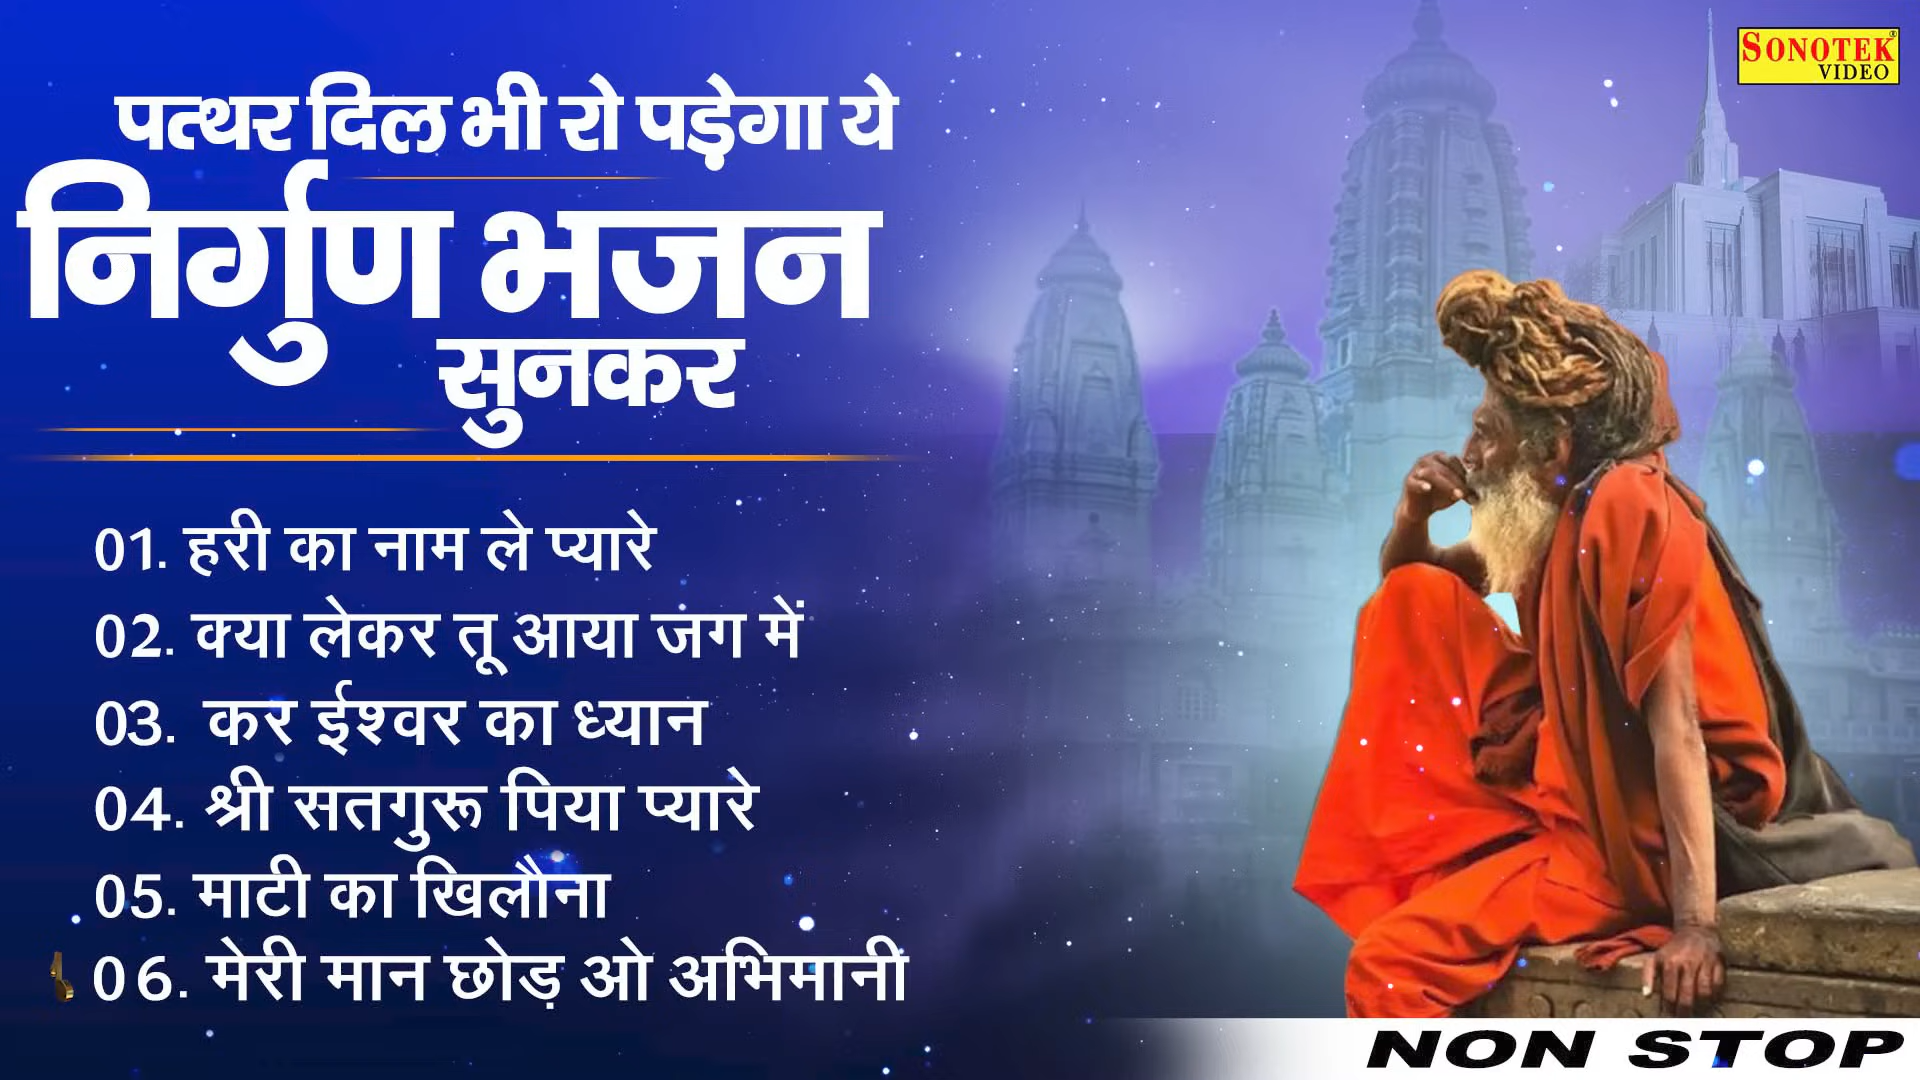 SONOTEK®
VIDEO
पत्थर दिल भी रो पड़ेगा ये
निर्गुण भजन
सुनकर
01. हरी का नाम ले प्यारे
02. क्या लेकर तू आया जग में
03. कर ईश्वर का ध्यान
04. श्री सतगुरू पिया प्यारे
05. माटी का खिलौना
06. मेरी मान छोड़ ओ अभिमानी
NON STOP